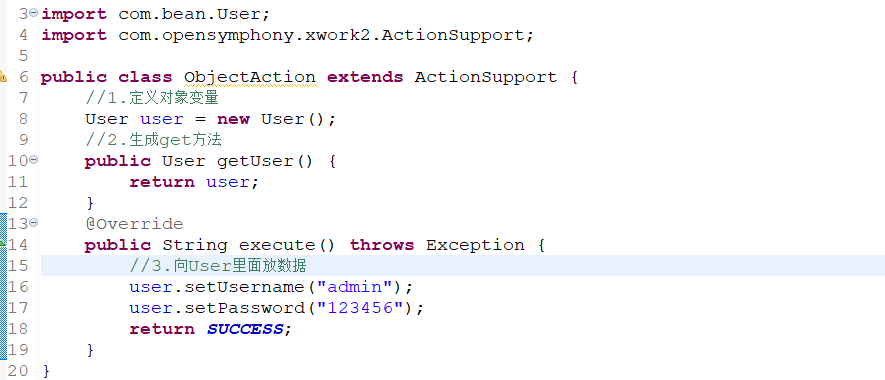 3 import com.bean.User;
4 import com.opensymphony.xwork2.ActionSupport;
5
6 public class ObjectAction extends ActionSupport {
7     //1.定义对象变量
8     User user = new User();
9     //2.生成get方法
10     public User getUser() {
11         return user;
12     }
13     @Override
14     public String execute() throws Exception {
15         //3.向User里面放数据
16         user.setUsername("admin");
17         user.setPassword("123456");
18         return SUCCESS;
19     }
20 }